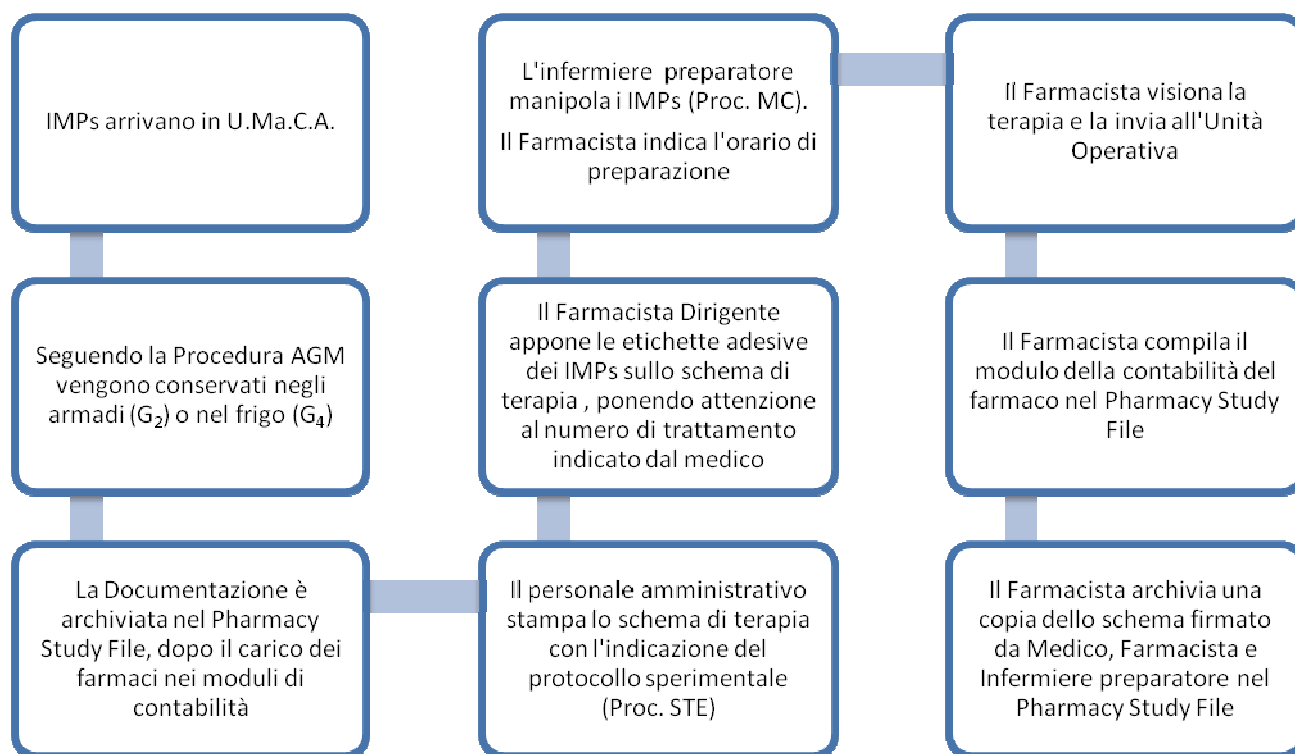 IMPs arrivano in U.Ma.C.A.
Seguendo la Procedura AGM
vengono conservati negli
armadi (G₂) o nel frigo (G₄)
La Documentazione è
archiviata nel Pharmacy
Study File, dopo il carico dei
farmaci nei moduli di
contabilità
Il personale amministrativo
stampa lo schema di terapia
con l'indicazione del
protocollo sperimentale
(Proc. STE)
Il Farmacista Dirigente
appone le etichette adesive
dei IMPs sullo schema di
terapia , ponendo attenzione
al numero di trattamento
indicato dal medico
L'infermiere preparatore
manipola i IMPs (Proc. MC).
Il Farmacista indica l'orario di
preparazione
Il Farmacista visiona la
terapia e la invia all'Unità
Operativa
Il Farmacista compila il
modulo della contabilità del
farmaco nel Pharmacy Study
File
Il Farmacista archivia una
copia dello schema firmato
da Medico, Farmacista e
Infermiere preparatore nel
Pharmacy Study File